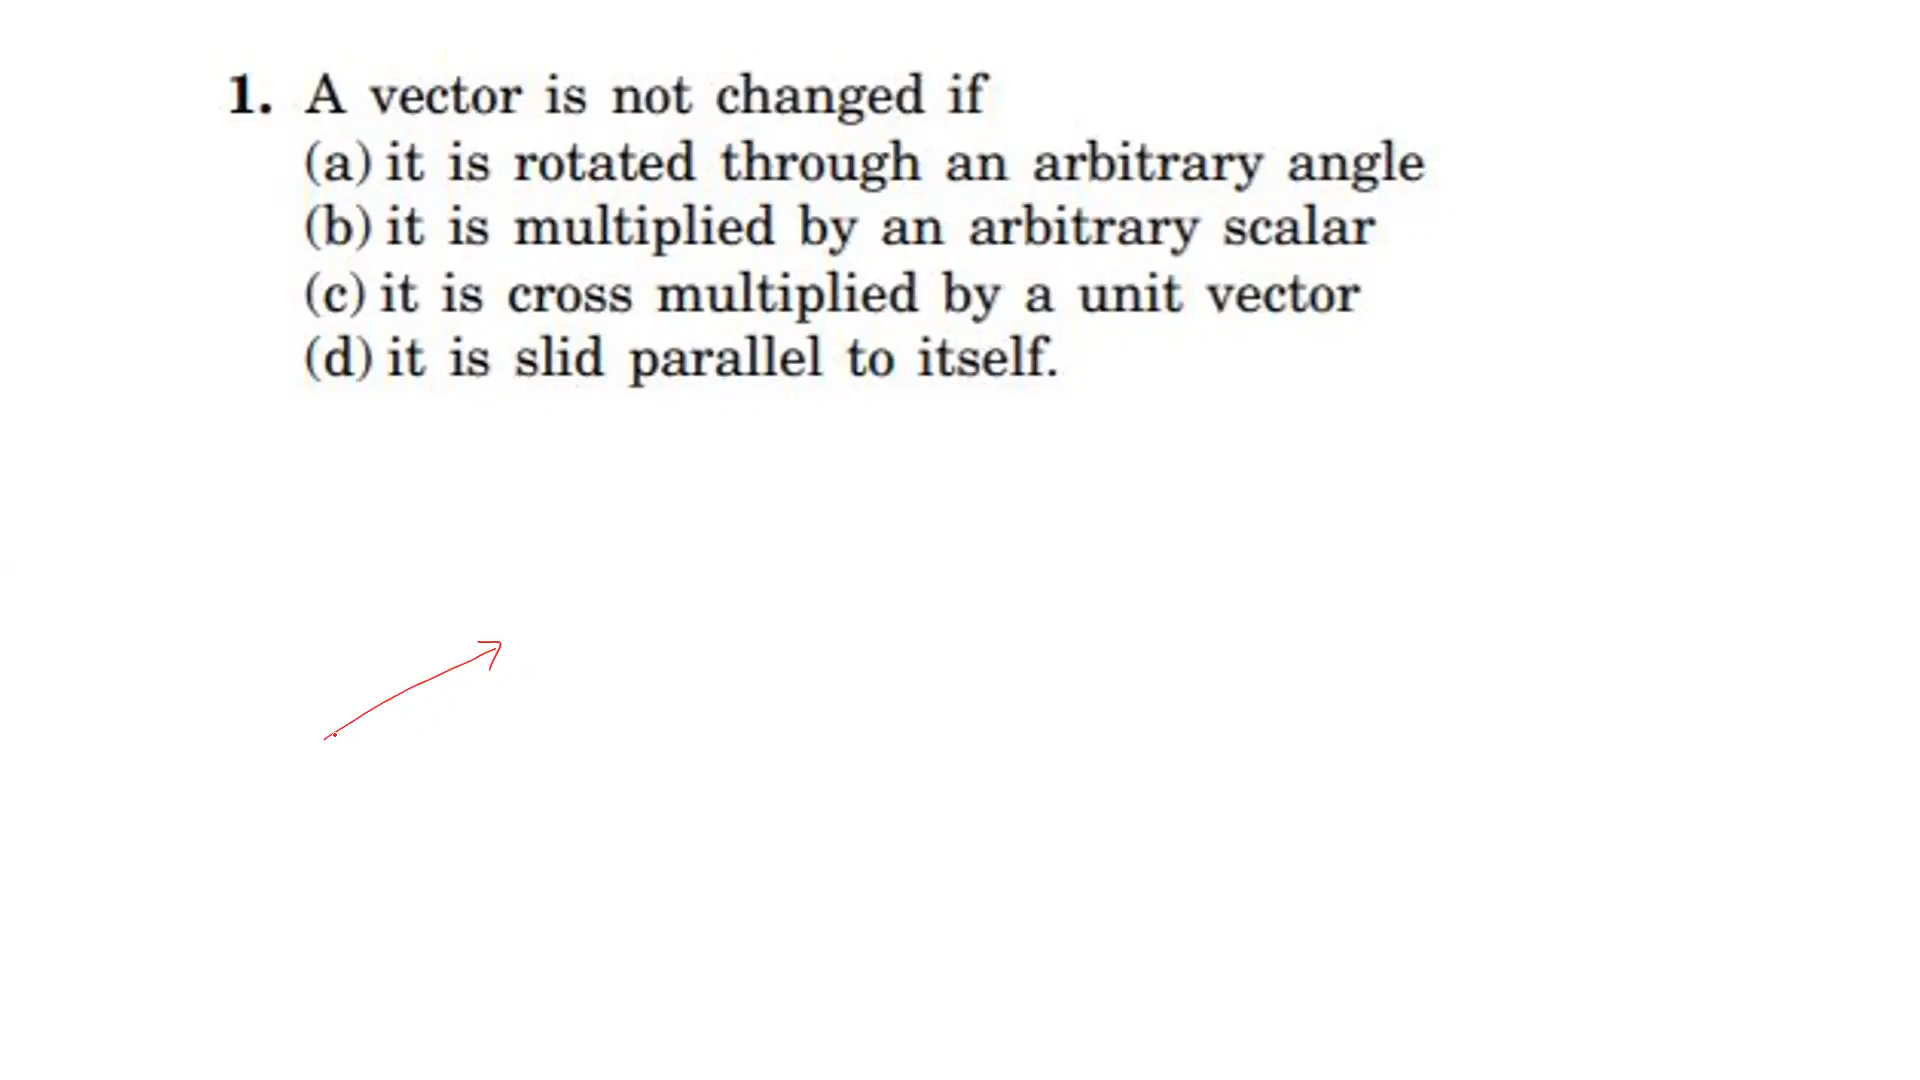 1. A vector is not changed if
(a) it is rotated through an arbitrary angle
(b) it is multiplied by an arbitrary scalar
(c) it is cross multiplied by a unit vector
(d) it is slid parallel to itself.